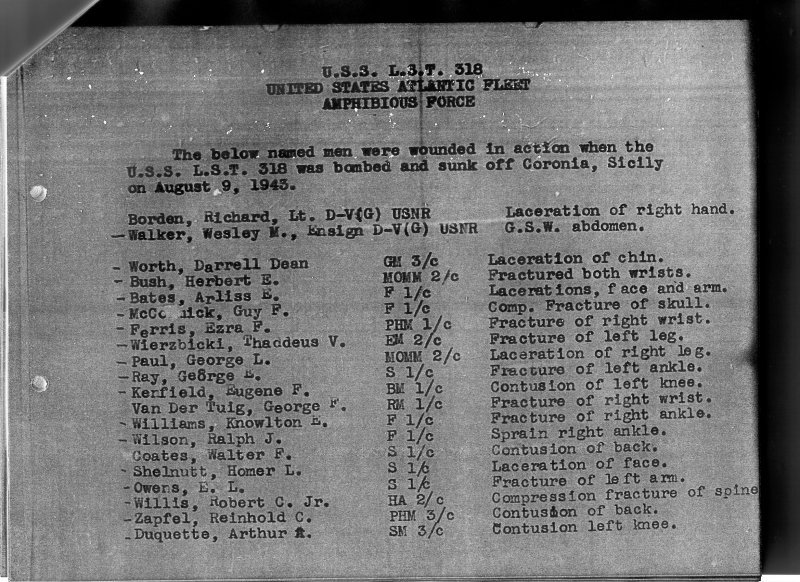 U.S.S. L.S.T. 318
UNITED STATES ATLANTIC FLEET
AMPHIBIOUS FORCE
The below named men were wounded in action when the
U.S.S. L.S.T. 318 was bombed and sunk off Coronia, Sicily
on August 9, 1943.
Borden, Richard, Lt. D-V(G) USNR Laceration of right hand.
-Walker, Wesley M., Ensign D-V(G) USNR G.S.W. abdomen.
- Worth, Darrell Dean GM 3/c Laceration of chin.
- Bush, Herbert E. MOMM 2/c Fractured both wrists.
- Bates, Arliss E. F 1/c Lacerations, face and arm.
- Guy F. F 1/c Comp. Fracture of skull.
- Ferris, Ezra F. PHM 1/c Fracture of right wrist.
- Wierzbicki, Thaddeus V. EM 2/c Fracture of left leg.
- Paul, George L. MOMM 2/c Laceration of right leg.
- Ray, George E. S 1/c Fracture of left ankle.
- Kerfield, Eugene F. BM 1/c Contusion of left knee.
Van Der Tuig, George F. RM 1/c Fracture of right wrist.
- Williams, Knowlton E. F 1/c Fracture of right ankle.
- Wilson, Ralph J. F 1/c Sprain right ankle.
Coates, Walter F. S 1/c Contusion of back.
- Shelnutt, Homer L. S 1/c Laceration of face.
- Owens, E. L. S 1/c Fracture of left arm.
- Willis, Robert C. Jr. HA 2/c Compression fracture of spine
- Zapfel, Reinhold C. PHM 3/c Contusion of back.
- Duquette, Arthur SM 3/c Contusion left knee.